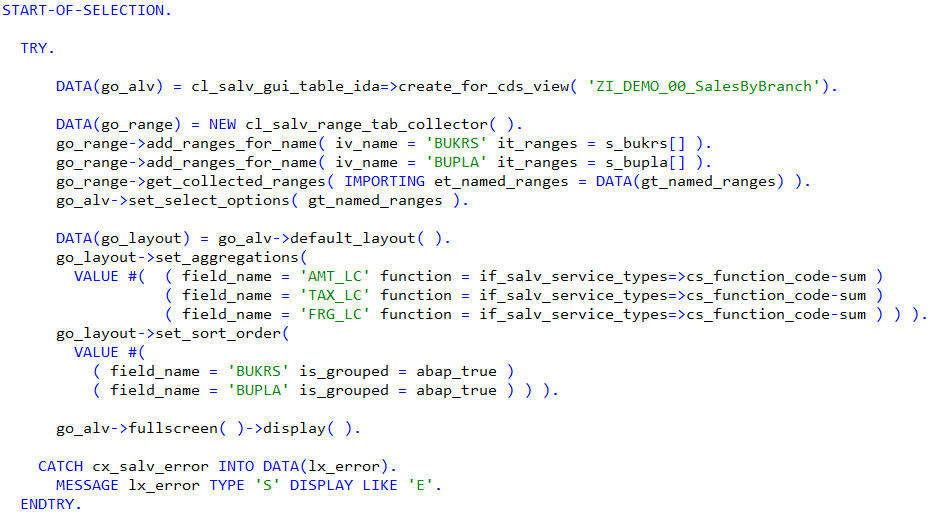 START-OF-SELECTION.
TRY.
DATA(go_alv) = cl_salv_gui_table_ida=>create_for_cds_view( 'ZI_DEMO_00_SalesByBranch').
DATA(go_range) = NEW cl_salv_range_tab_collector( ).
go_range->add_ranges_for_name( iv_name = 'BUKRS' it_ranges = s_bukrs[] ).
go_range->add_ranges_for_name( iv_name = 'BUPLA' it_ranges = s_bupla[] ).
go_range->get_collected_ranges( IMPORTING et_named_ranges = DATA(gt_named_ranges) ).
go_alv->set_select_options( gt_named_ranges ).
DATA(go_layout) = go_alv->default_layout( ).
go_layout->set_aggregations(
VALUE #(  ( field_name = 'AMT_LC' function = if_salv_service_types=>cs_function_code-sum )
( field_name = 'TAX_LC' function = if_salv_service_types=>cs_function_code-sum )
( field_name = 'FRG_LC' function = if_salv_service_types=>cs_function_code-sum ) ) ).
go_layout->set_sort_order(
VALUE #(
( field_name = 'BUKRS' is_grouped = abap_true )
( field_name = 'BUPLA' is_grouped = abap_true ) ) ).
go_alv->fullscreen( )->display( ).
CATCH cx_salv_error INTO DATA(lx_error).
MESSAGE lx_error TYPE 'S' DISPLAY LIKE 'E'.
ENDTRY.